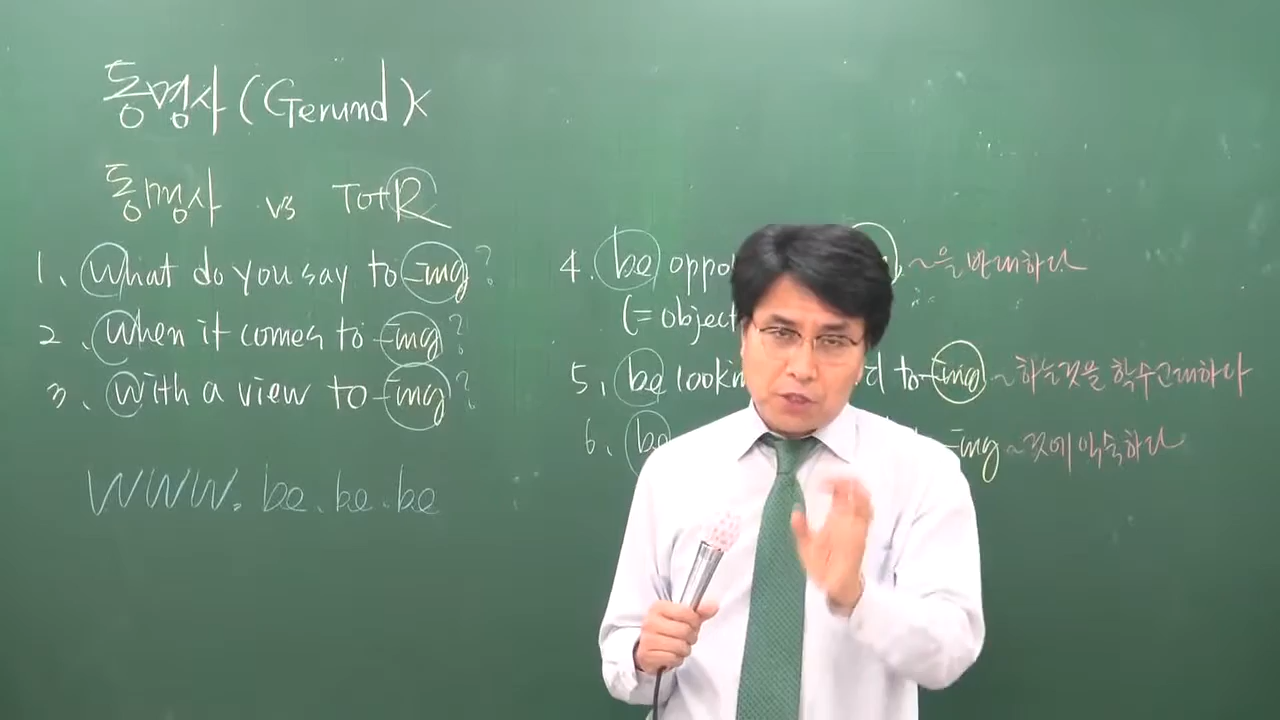 동명사 (Gerund)
동명사 vs To+R
1. What do you say to -ing?
2. When it comes to -ing?
3. With a view to -ing?
www.be.be.be
4. be ~을 반대하다
(= object
5. be to -ing ~하는것을 학수고대하다
6. be -ing ~것에 익숙하다